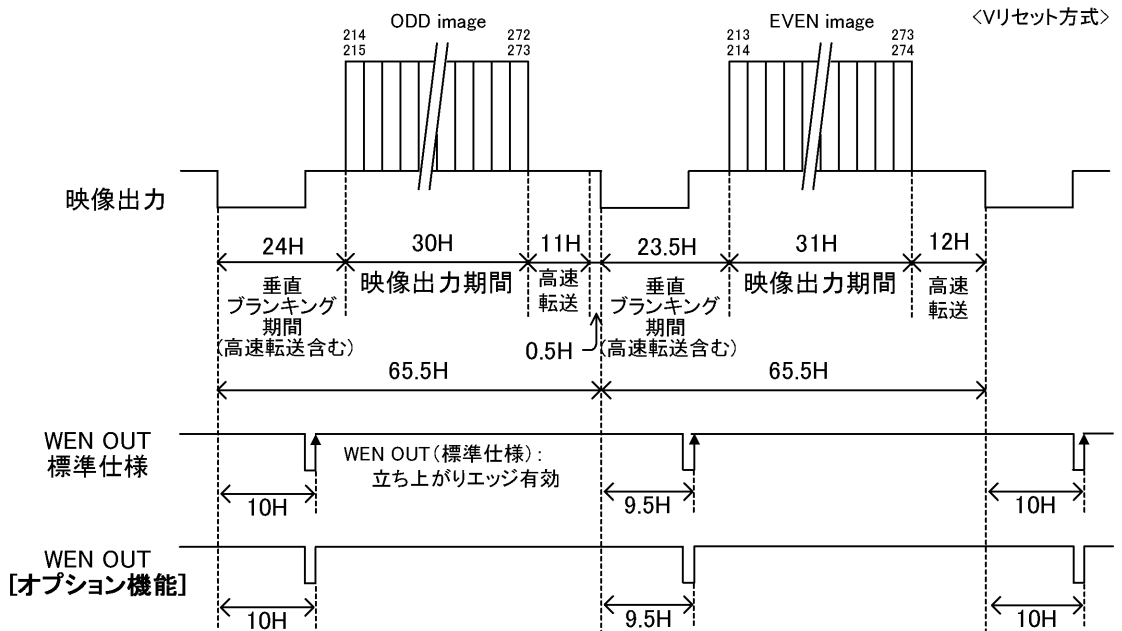 ODD image
EVEN image
<Vリセット方式>
214
215
272
273
213
214
273
274
映像出力
24H
30H
11H
23.5H
31H
12H
垂直
ブランキング
期間
(高速転送含む)
映像出力期間
高速
転送
0.5H
垂直
ブランキング
期間
(高速転送含む)
映像出力期間
高速
転送
65.5H
65.5H
WEN OUT
標準仕様
WEN OUT(標準仕様):
立ち上がりエッジ有効
10H
9.5H
10H
WEN OUT
[オプション機能]
10H
9.5H
10H